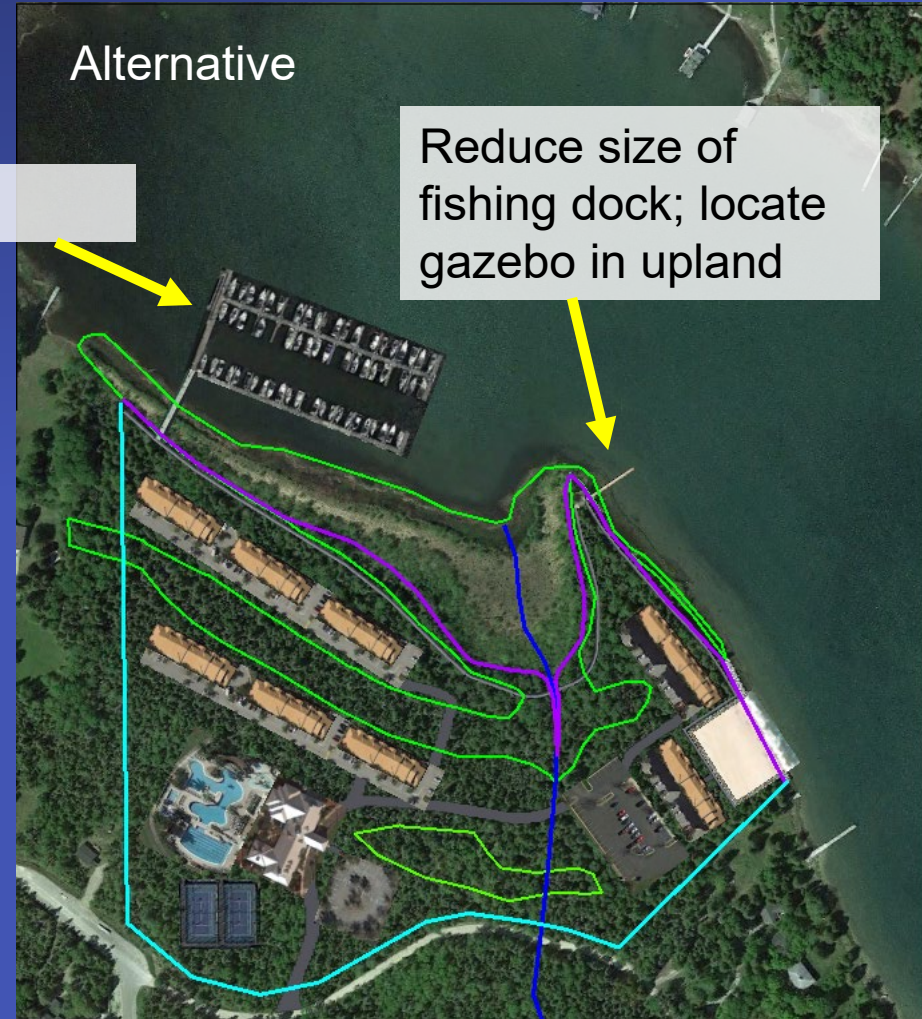 Alternative
Reduce size of
fishing dock; locate
gazebo in upland